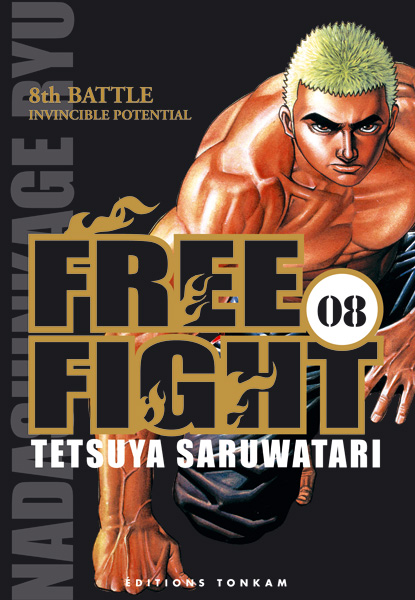 NADASHINKAGE RYU
8th BATTLE
INVINCIBLE POTENTIAL
FREE
08
FIGHT
TETSUYA SARUWATARI
ÉDITIONS TONKAM